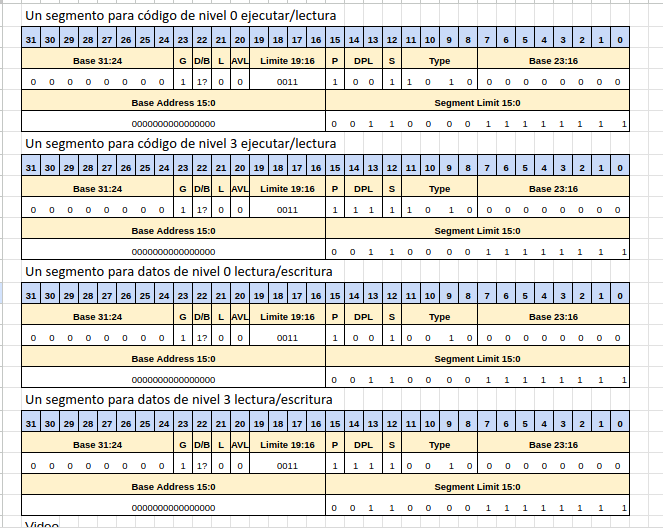 Un segmento para código de nivel 0 ejecutar/lectura
31 30 29 28 27 26 25 24 23 22 21 20 19 18 17 16 15 14 13 12 11 10 9 8 7 6 5 4 3 2 1 0
Base 31:24 G D/B L AVL Limite 19:16 P DPL S Type Base 23:16
0 0 0 0 0 0 0 0 1 1? 0 0 0011 1 0 0 1 1 0 1 0 0 0 0 0 0 0 0 0
Base Address 15:0 Segment Limit 15:0
0000000000000000 0 0 1 1 0 0 0 0 1 1 1 1 1 1 1 1
Un segmento para código de nivel 3 ejecutar/lectura
31 30 29 28 27 26 25 24 23 22 21 20 19 18 17 16 15 14 13 12 11 10 9 8 7 6 5 4 3 2 1 0
Base 31:24 G D/B L AVL Limite 19:16 P DPL S Type Base 23:16
0 0 0 0 0 0 0 0 1 1? 0 0 0011 1 1 1 1 1 0 1 0 0 0 0 0 0 0 0 0
Base Address 15:0 Segment Limit 15:0
0000000000000000 0 0 1 1 0 0 0 0 1 1 1 1 1 1 1 1
Un segmento para datos de nivel 0 lectura/escritura
31 30 29 28 27 26 25 24 23 22 21 20 19 18 17 16 15 14 13 12 11 10 9 8 7 6 5 4 3 2 1 0
Base 31:24 G D/B L AVL Limite 19:16 P DPL S Type Base 23:16
0 0 0 0 0 0 0 0 1 1? 0 0 0011 1 0 0 1 0 0 1 0 0 0 0 0 0 0 0 0
Base Address 15:0 Segment Limit 15:0
0000000000000000 0 0 1 1 0 0 0 0 1 1 1 1 1 1 1 1
Un segmento para datos de nivel 3 lectura/escritura
31 30 29 28 27 26 25 24 23 22 21 20 19 18 17 16 15 14 13 12 11 10 9 8 7 6 5 4 3 2 1 0
Base 31:24 G D/B L AVL Limite 19:16 P DPL S Type Base 23:16
0 0 0 0 0 0 0 0 1 1? 0 0 0011 1 1 1 1 0 0 1 0 0 0 0 0 0 0 0 0
Base Address 15:0 Segment Limit 15:0
0000000000000000 0 0 1 1 0 0 0 0 1 1 1 1 1 1 1 1
Video